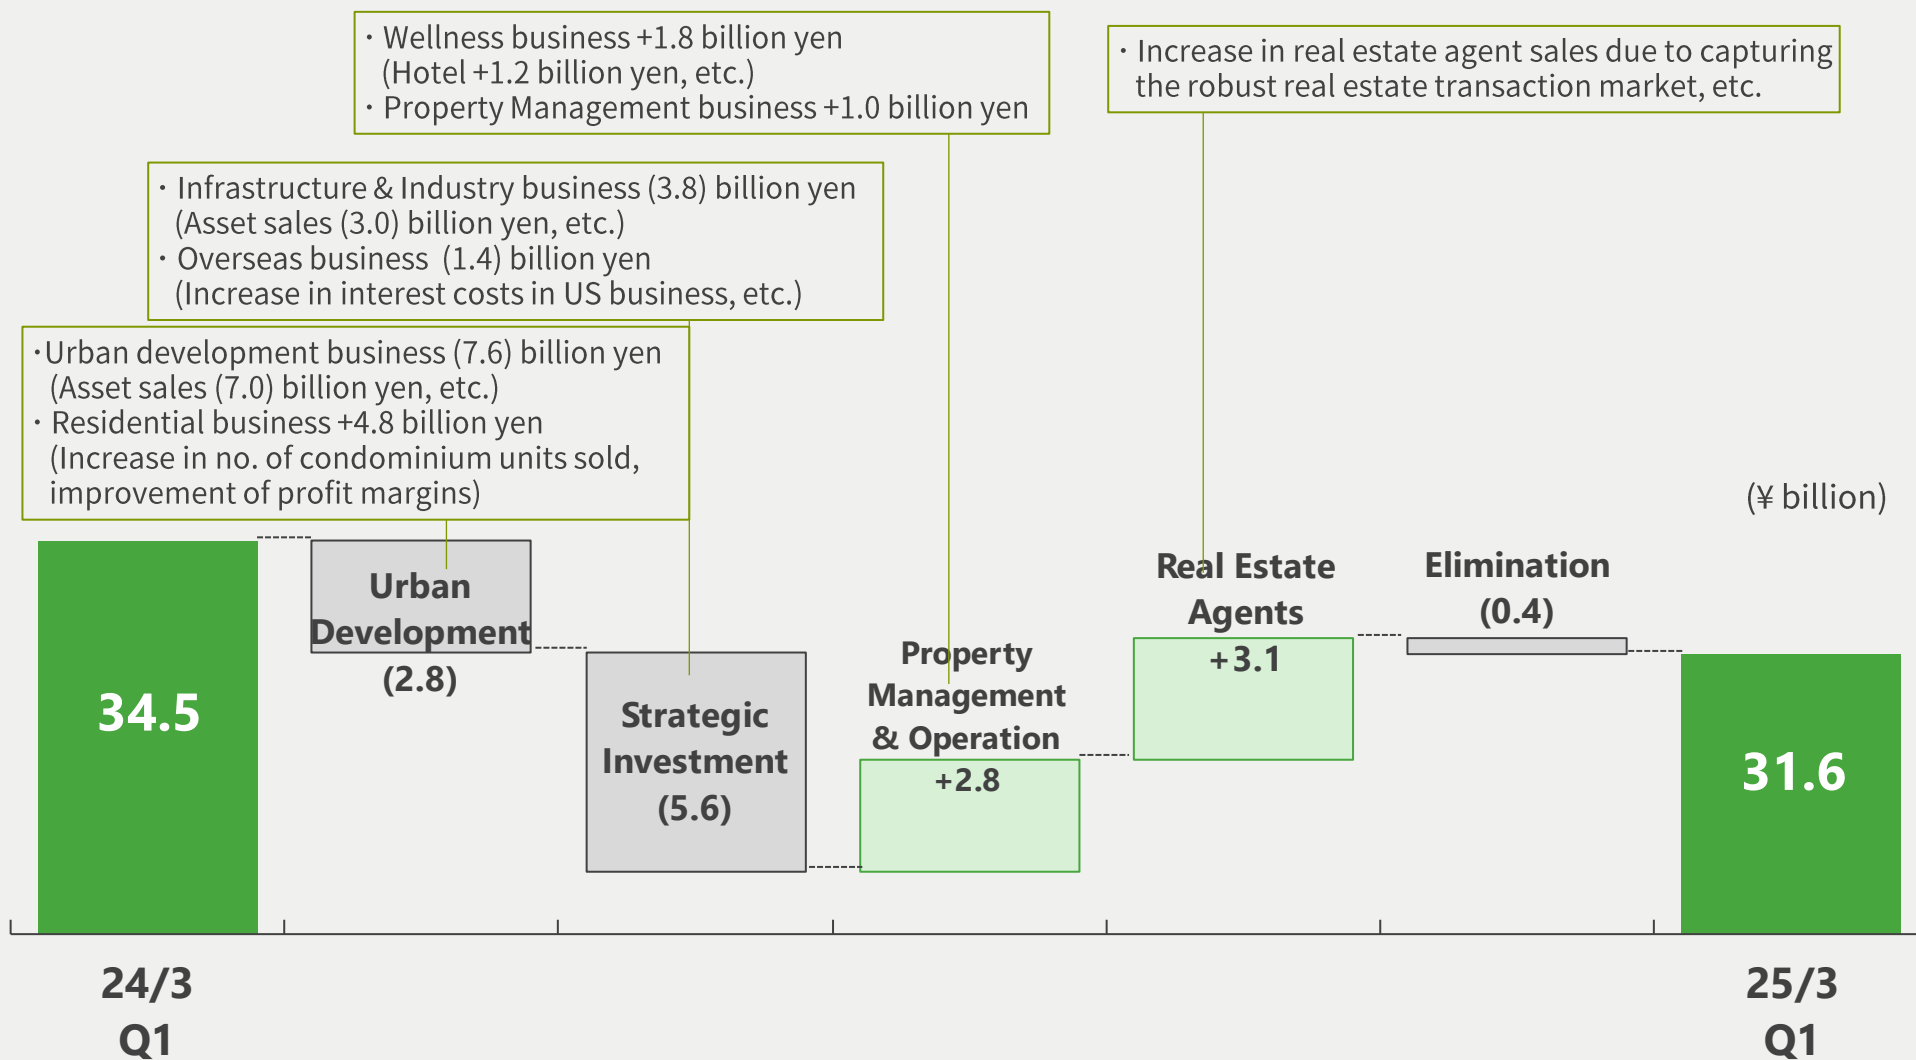 · Wellness business +1.8 billion yen
(Hotel +1.2 billion yen, etc.)
· Property Management business +1.0 billion yen
· Increase in real estate agent sales due to capturing
the robust real estate transaction market, etc.
· Infrastructure & Industry business (3.8) billion yen
(Asset sales (3.0) billion yen, etc.)
· Overseas business (1.4) billion yen
(Increase in interest costs in US business, etc.)
·Urban development business (7.6) billion yen
(Asset sales (7.0) billion yen, etc.)
· Residential business +4.8 billion yen
(Increase in no. of condominium units sold,
improvement of profit margins)
(¥ billion)
34.5
Urban
Development
(2.8)
Strategic
Investment
(5.6)
Property
Management
& Operation
+2.8
Real Estate
Agents
+3.1
Elimination
(0.4)
31.6
24/3
Q1
25/3
Q1